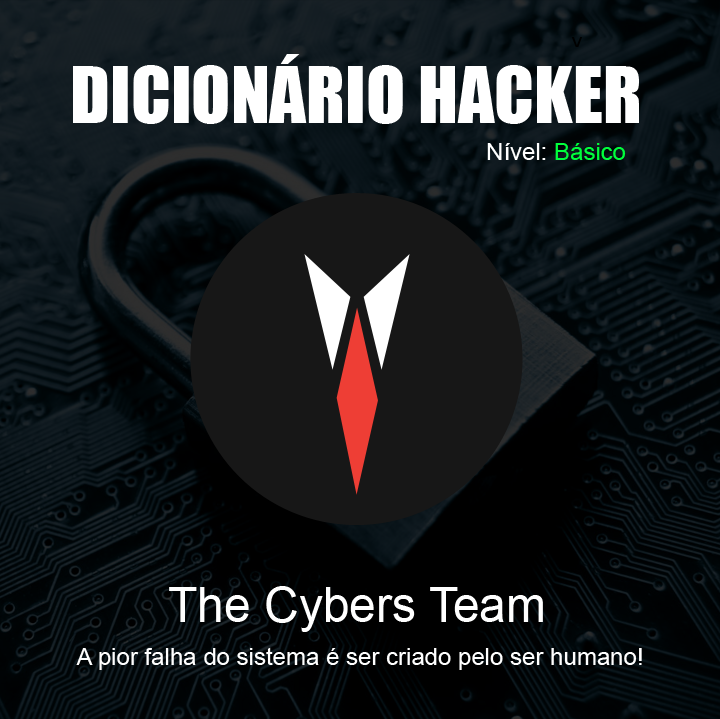 DICIONÁRIO HACKER
Nível: Básico
The Cybers Team
A pior falha do sistema é ser criado pelo ser humano!